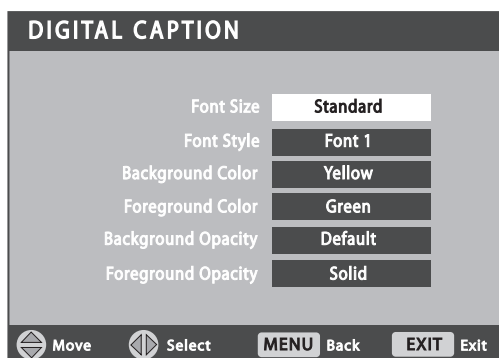 DIGITAL CAPTION
Font Size Standard
Font Style Font 1
Background Color Yellow
Foreground Color Green
Background Opacity Default
Foreground Opacity Solid
Move Select MENU Back EXIT Exit